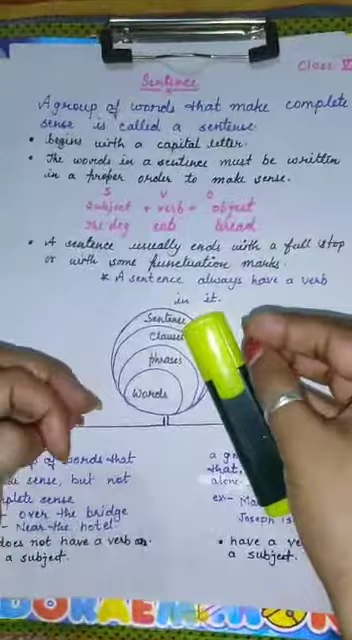 Class V
Sentence
A group of words that make complete
sense is called a sentence.
• begins with a capital letter.
• The words in a sentence must be written
in a proper order to make sense.
S V O
Subject + verb + object
The dog eats bread
• A sentence usually ends with a full stop
or with some punctuation marks.
* A sentence always have a verb
in it.
Sentence
Clauses
phrases
Words
of words that
sense, but not
complete sense
over the bridge
- Near the hotel.
does not have a verb or
a subject.
a
that
alone
ex-
Joseph is
• have a
a subject.
DORAEMON